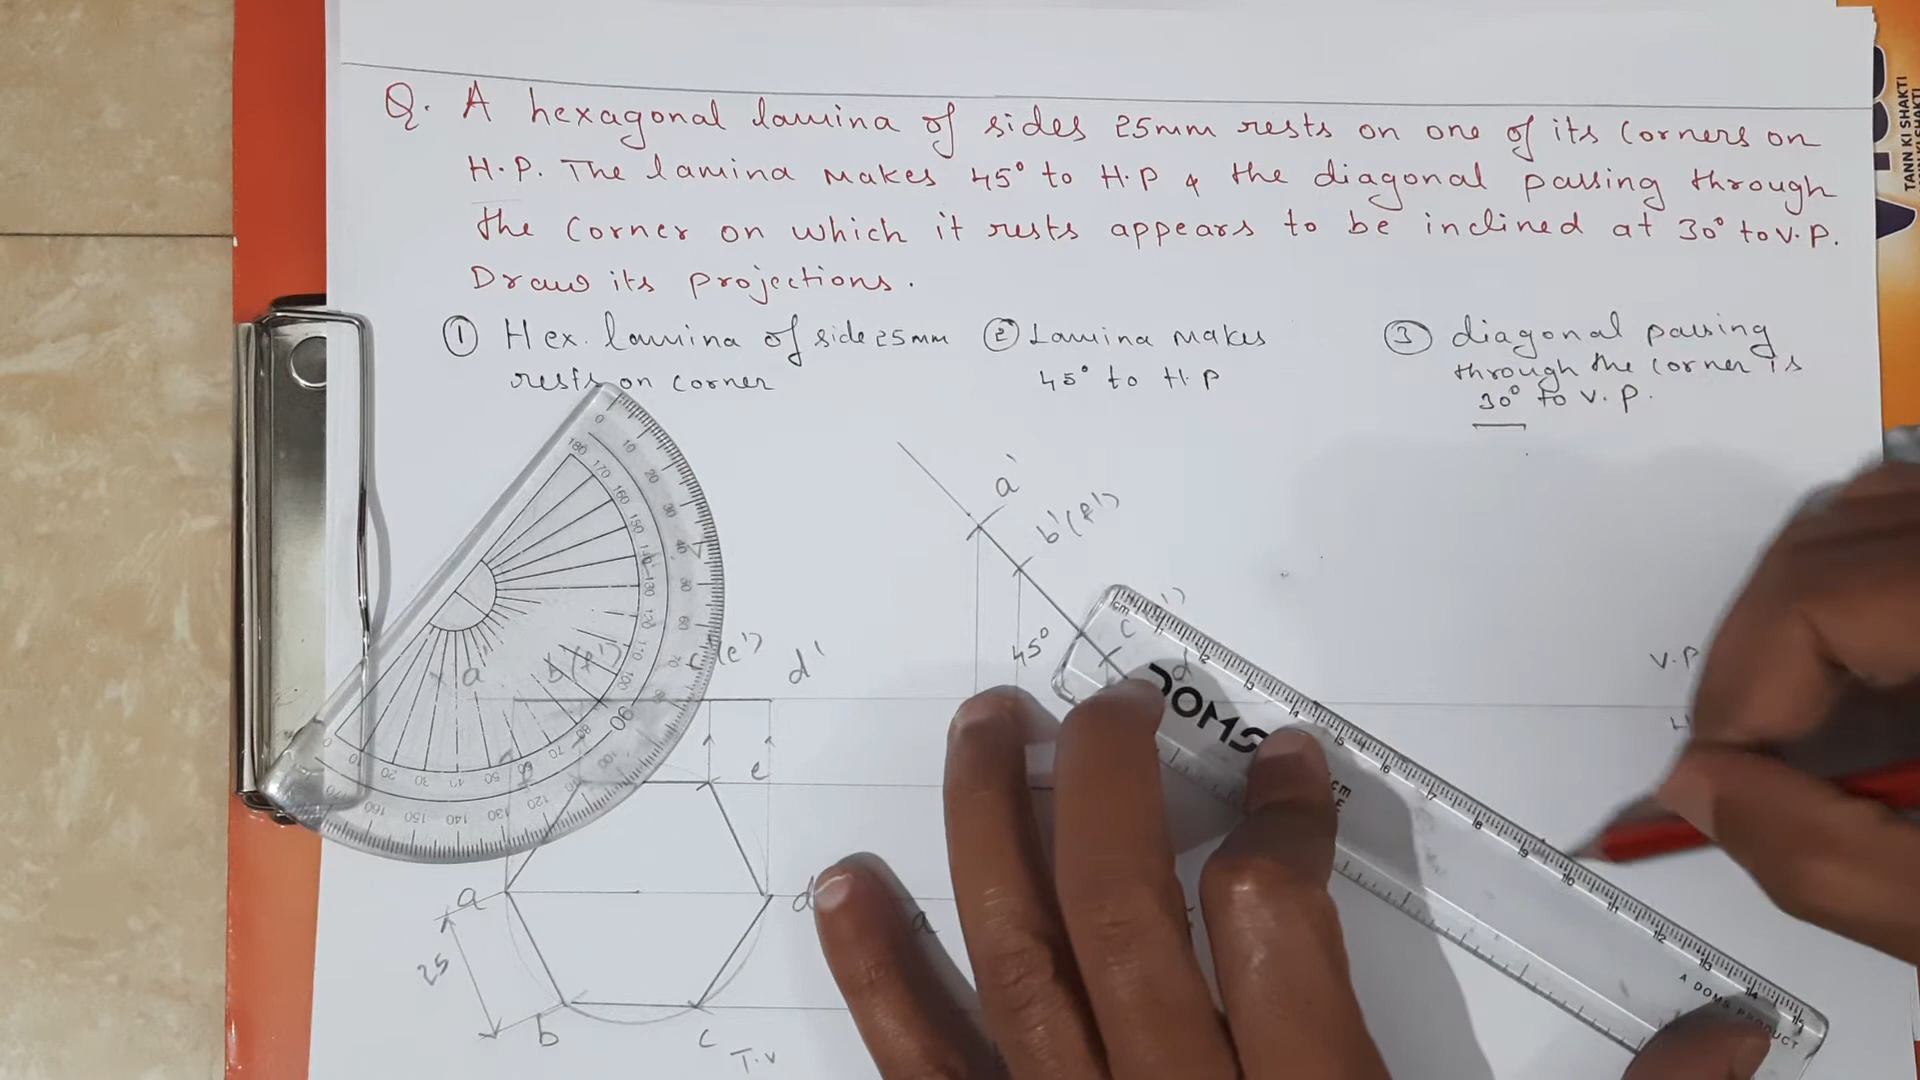 Q. A hexagonal lamina of sides 25mm rests on one of its corners on
H.P. The lamina makes 45° to H.P & the diagonal passing through
the corner on which it rests appears to be inclined at 30° to V.P.
Draw its projections.
① Hex. lamina of side 25mm
rests on corner
② Lamina makes
45° to H.P
③ diagonal passing
through the corner is
30° to V.P.
a'
b'(f')
45°
c
d
(e')
d'
a
b'(f')
V.P
e
a
d
a
25
b
c
T.V
DOMS
cm
A DOMS PRODUCT
TANN KI SHAKTI